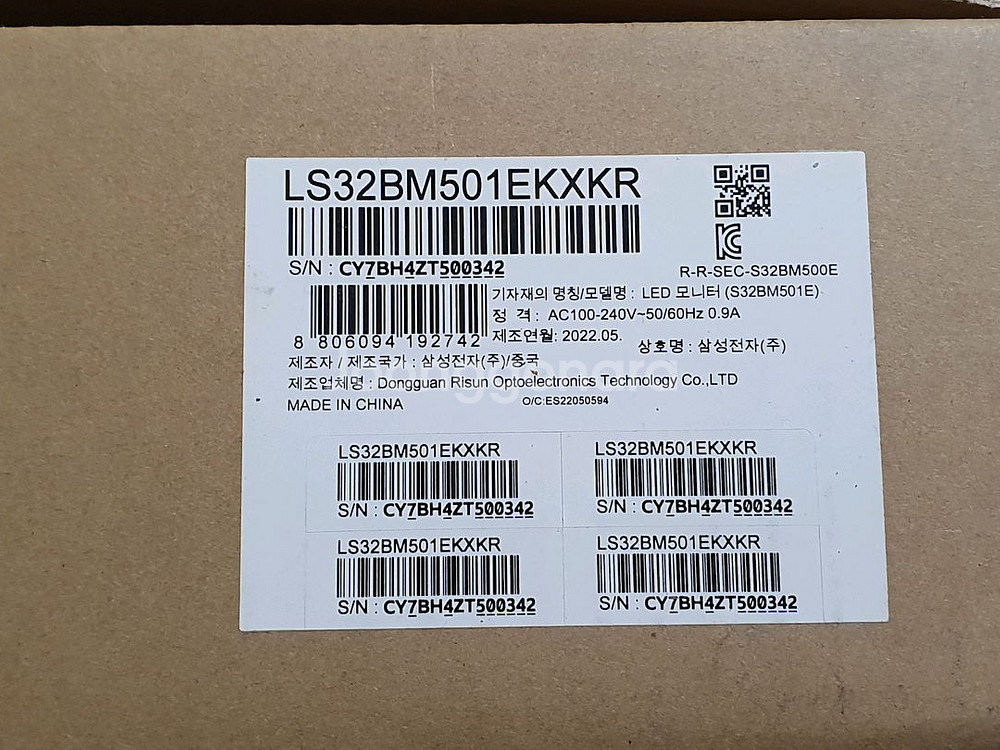 LS32BM501EKXKR
S/N : CY7BH4ZT500342
R-R-SEC-S32BM500E
8 806094 192742
기자재의 명칭/모델명 : LED 모니터 (S32BM501E)
정 격 : AC100-240V~50/60Hz 0.9A
제조연월: 2022.05.
상호명 : 삼성전자(주)
제조자 / 제조국가 : 삼성전자(주)/중국
제조업체명 : Dongguan Risun Optoelectronics Technology Co.,LTD
MADE IN CHINA
O/C:ES22050594
LS32BM501EKXKR
S/N : CY7BH4ZT500342
LS32BM501EKXKR
S/N : CY7BH4ZT500342
LS32BM501EKXKR
S/N : CY7BH4ZT500342
LS32BM501EKXKR
S/N : CY7BH4ZT500342